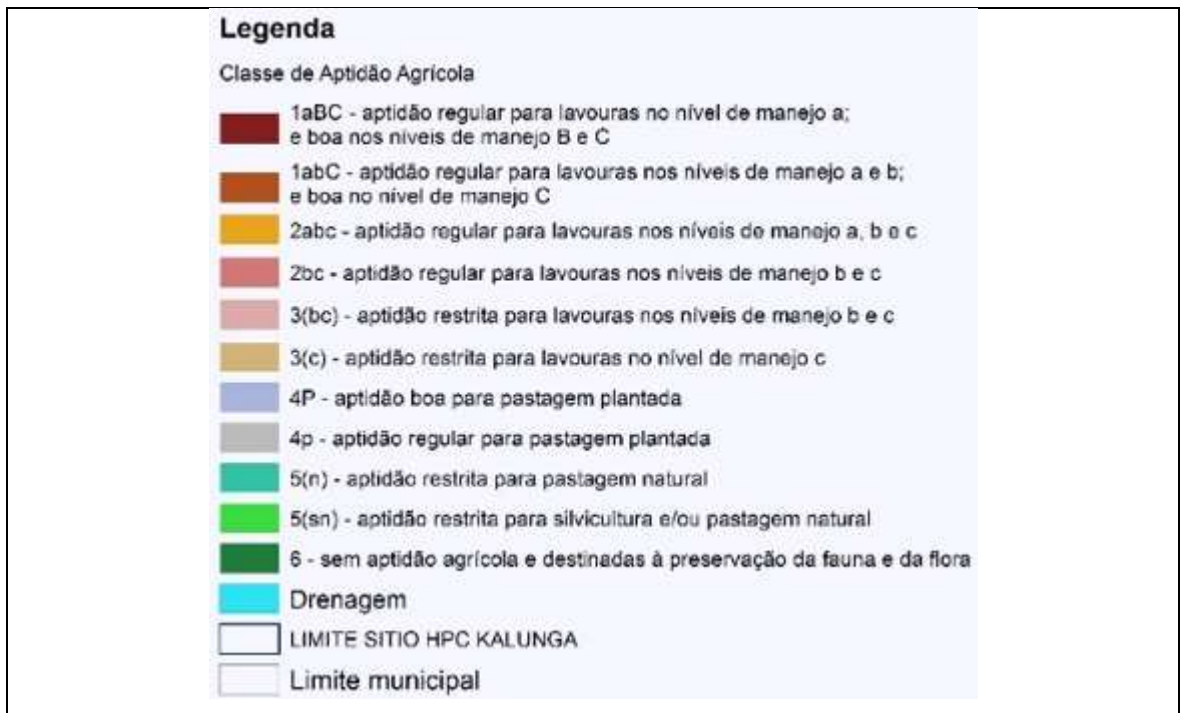 Legenda
Classe de Aptidão Agrícola
1aBC - aptidão regular para lavouras no nível de manejo a;
e boa nos níveis de manejo B e C
1abC - aptidão regular para lavouras nos níveis de manejo a e b;
e boa no nível de manejo C
2abc - aptidão regular para lavouras nos níveis de manejo a, b e c
2bc - aptidão regular para lavouras nos níveis de manejo b e c
3(bc) - aptidão restrita para lavouras nos níveis de manejo b e c
3(c) - aptidão restrita para lavouras no nível de manejo c
4P - aptidão boa para pastagem plantada
4p - aptidão regular para pastagem plantada
5(n) - aptidão restrita para pastagem natural
5(sn) - aptidão restrita para silvicultura e/ou pastagem natural
6 - sem aptidão agrícola e destinadas à preservação da fauna e da flora
Drenagem
LIMITE SITIO HPC KALUNGA
Limite municipal